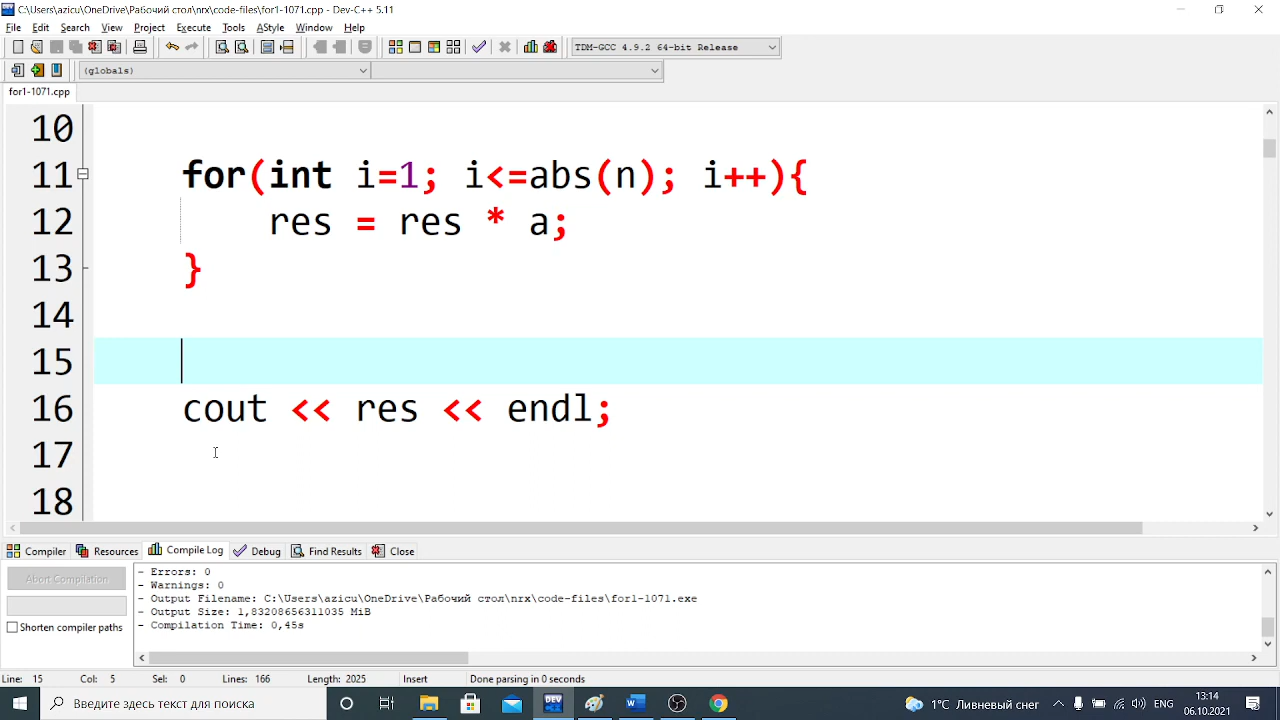 C:\Users\azicu\OneDrive\Рабочий стол\nrx\code-files\for1-1071.cpp - Dev-C++ 5.11
File Edit Search View Project Execute Tools AStyle Window Help
TDM-GCC 4.9.2 64-bit Release
(globals)
for1-1071.cpp
10
11 for(int i=1; i<=abs(n); i++){
12 res = res * a;
13 }
14
15
16 cout << res << endl;
17
18
Compiler Resources Compile Log Debug Find Results Close
Abort Compilation
Shorten compiler paths
- Errors: 0
- Warnings: 0
- Output Filename: C:\Users\azicu\OneDrive\Рабочий стол\nrx\code-files\for1-1071.exe
- Output Size: 1,83208656311035 MiB
- Compilation Time: 0,45s
Line: 15 Col: 5 Sel: 0 Lines: 166 Length: 2025 Insert Done parsing in 0 seconds
Введите здесь текст для поиска
DEV
1°C Ливневый снег
13:14
06.10.2021